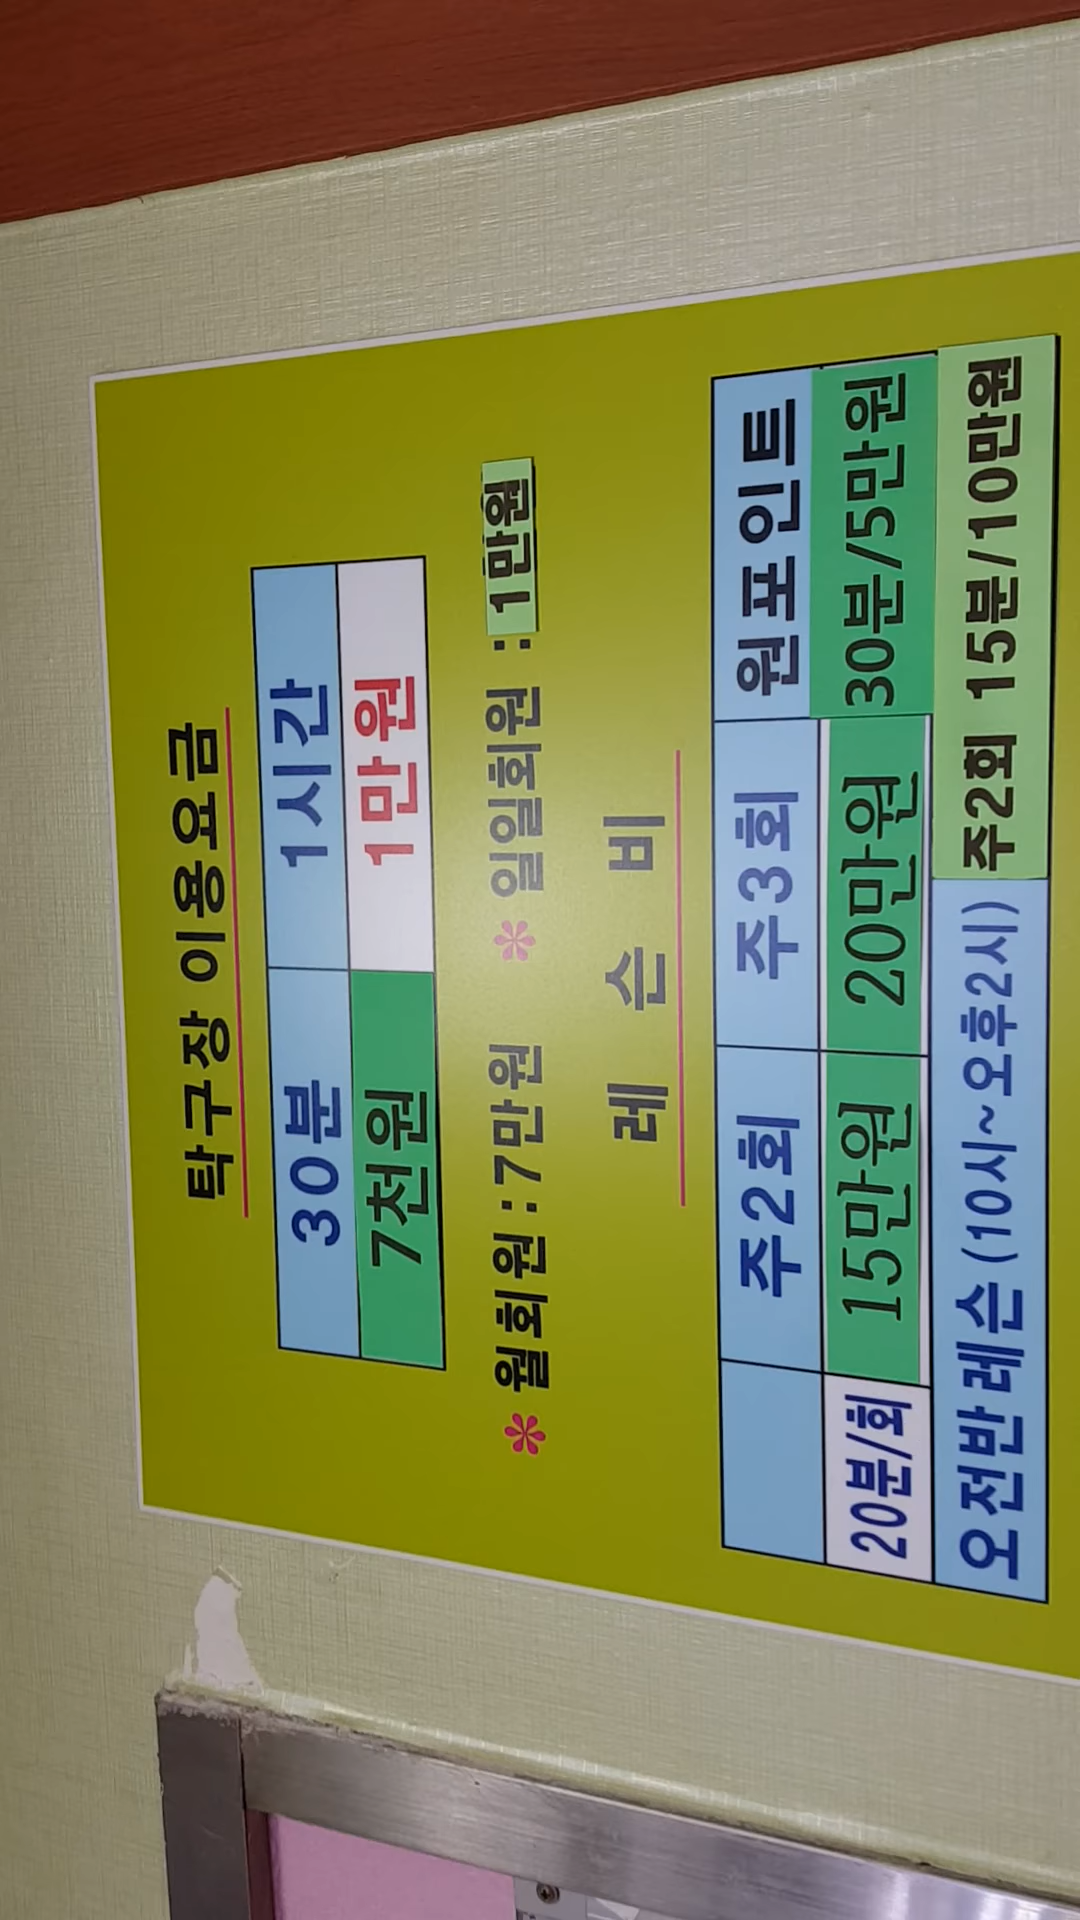 탁구장 이용요금
30분 1시간
7천원 1만원
* 월회원 : 7만원 * 일일회원 : 1만원
레 슨 비
주2회 주3회 원포인트
20분/회 15만원 20만원 30분/5만원
오전반 레슨 (10시~오후2시) 주2회 15분/10만원